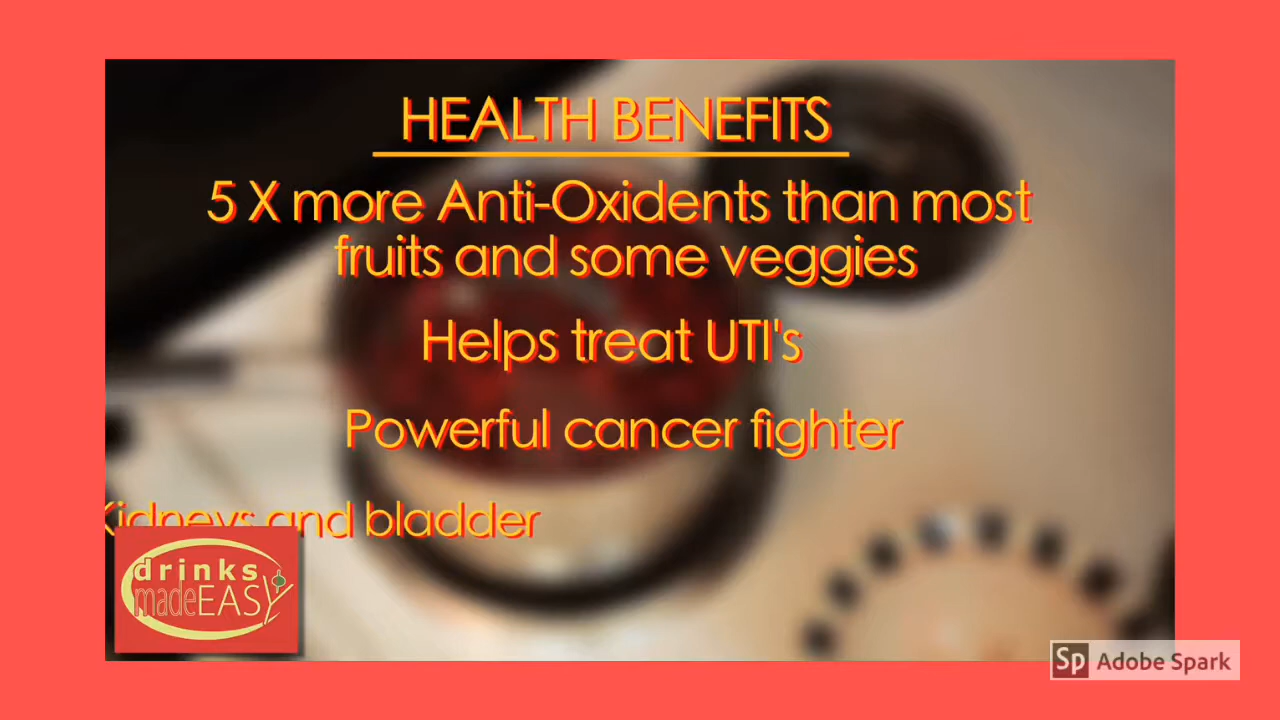 HEALTH BENEFITS
5 X more Anti-Oxidents than most
fruits and some veggies
Helps treat UTI's
Powerful cancer fighter
Kidneys and bladder
drinks
madeEASY
Sp Adobe Spark